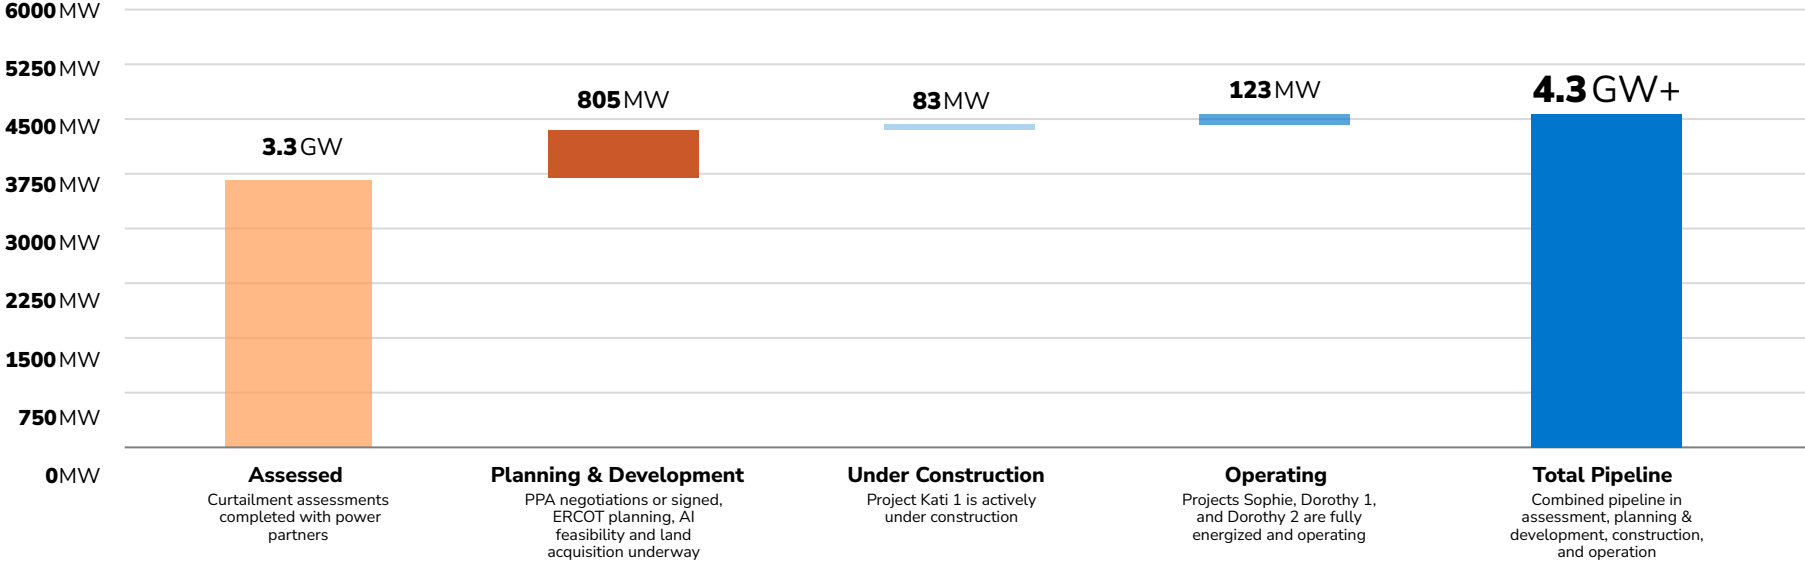 6000MW
5250MW
4500MW
3750MW
3000MW
2250MW
1500MW
750MW
0MW
3.3GW
805MW
83MW
123MW
4.3GW+
Assessed
Curtailment assessments
completed with power
partners
Planning & Development
PPA negotiations or signed,
ERCOT planning, AI
feasibility and land
acquisition underway
Under Construction
Project Kati 1 is actively
under construction
Operating
Projects Sophie, Dorothy 1,
and Dorothy 2 are fully
energized and operating
Total Pipeline
Combined pipeline in
assessment, planning &
development, construction,
and operation